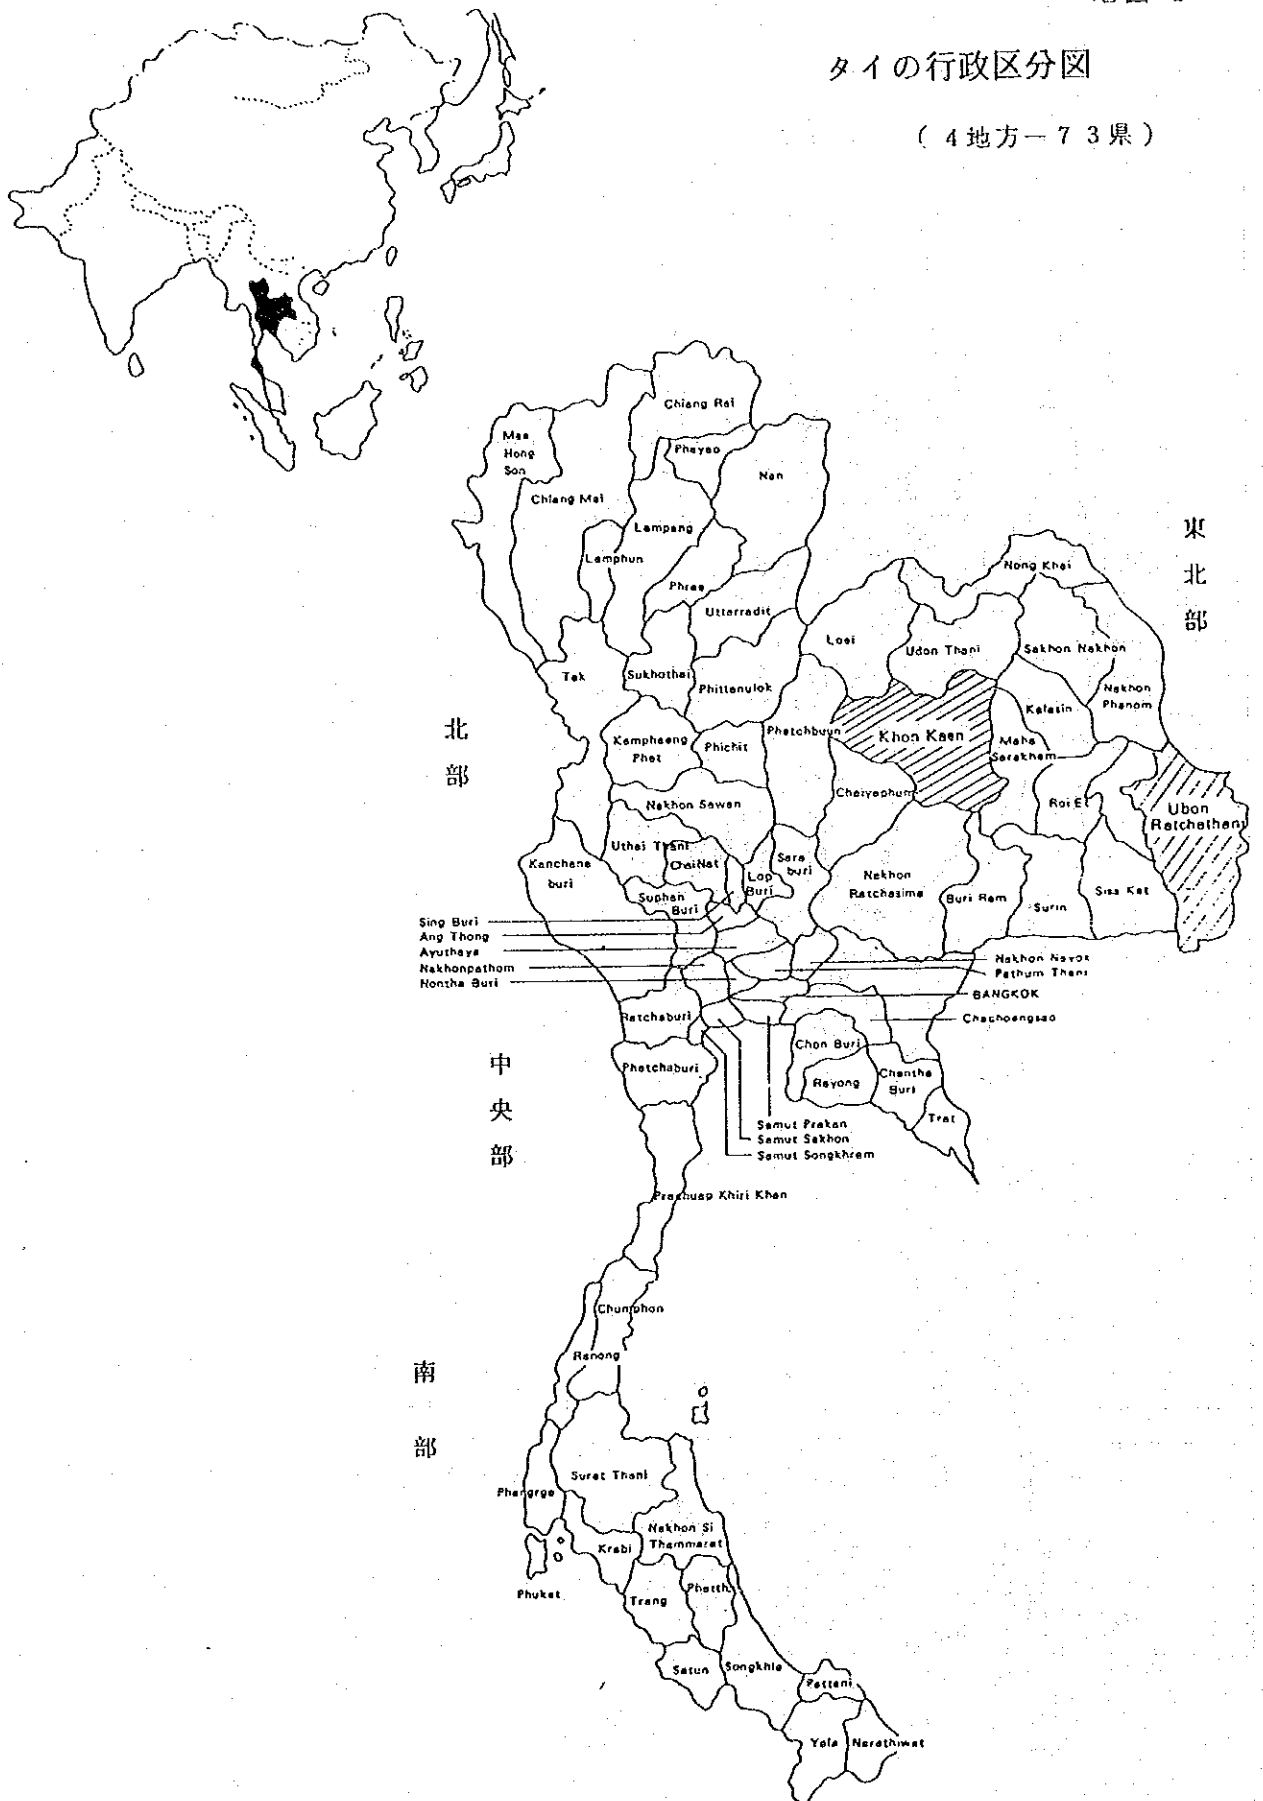 タイの行政区分図
(4地方-73県)
Chiang Rai
Mae
Hong
Son
Phayao
Nan
Chiang Mai
Lampang
Lamphun
Phrae
Uttarradit
東北部
Nong Khai
Loei
Udon Thani
Sakhon Nakhon
Tak
Sukhothai
Phittanulok
Nakhon
Phanom
Kalasin
北部
Kamphaeng
Phet
Phichit
Phetchbuun
Khon Kaen
Maha
Sarakham
Chaiyaphum
Roi Et
Ubon
Ratchathani
Nakhon Sawan
Uthai Thani
Chai Nat
Kanchana
buri
Suphan
Buri
Lop
Buri
Sara
buri
Nakhon
Ratchasima
Buri Ram
Surin
Sisa Ket
Sing Buri
Ang Thong
Ayuthaya
Nakhonpathom
Nontha Buri
Nakhon Nayok
Pathum Thani
BANGKOK
Chachoengsao
Ratchaburi
Chon Buri
中央部
Phetchaburi
Rayong
Chantha
Buri
Trat
Samut Prakan
Samut Sakhon
Samut Songkhram
Prachuap Khiri Khan
Chumphon
Ranong
南部
Surat Thani
Phangnga
Nakhon Si
Thammarat
Krabi
Phuket
Trang
Phatth.
Satun
Songkhla
Pattani
Yala
Narathiwat